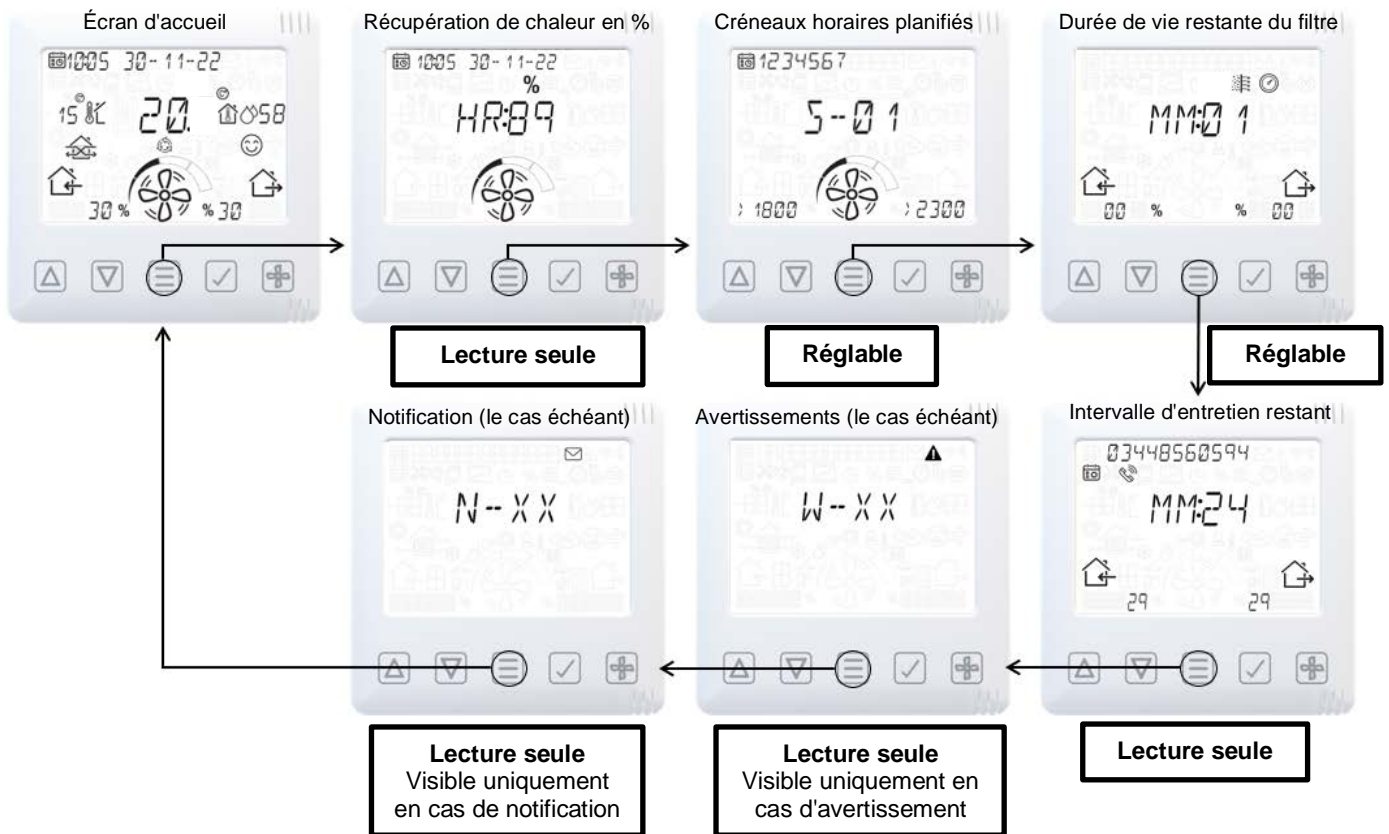 Écran d'accueil
Récupération de chaleur en %
Créneaux horaires planifiés
Durée de vie restante du filtre
1005 30-11-22
15 20. 58
30 % % 30
1005 30-11-22
%
HR:89
1234567
S--01
1800 2300
MM:01
00 % % 00
Lecture seule
Réglable
Réglable
Notification (le cas échéant)
Avertissements (le cas échéant)
Intervalle d'entretien restant
N--XX
W--XX
03448560594
MM:24
29 29
Lecture seule
Visible uniquement
en cas de notification
Lecture seule
Visible uniquement en
cas d'avertissement
Lecture seule